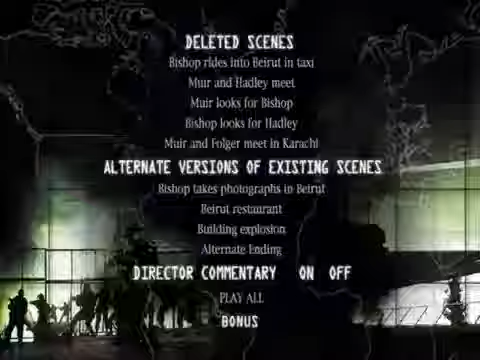 DELETED SCENES
Bishop rides into Beirut in taxi
Muir and Hadley meet
Muir looks for Bishop
Bishop looks for Hadley
Muir and Folger meet in Karachi
ALTERNATE VERSIONS OF EXISTING SCENES
Bishop takes photographs in Beirut
Beirut restaurant
Building explosion
Alternate Ending
DIRECTOR COMMENTARY ON OFF
PLAY ALL
BONUS